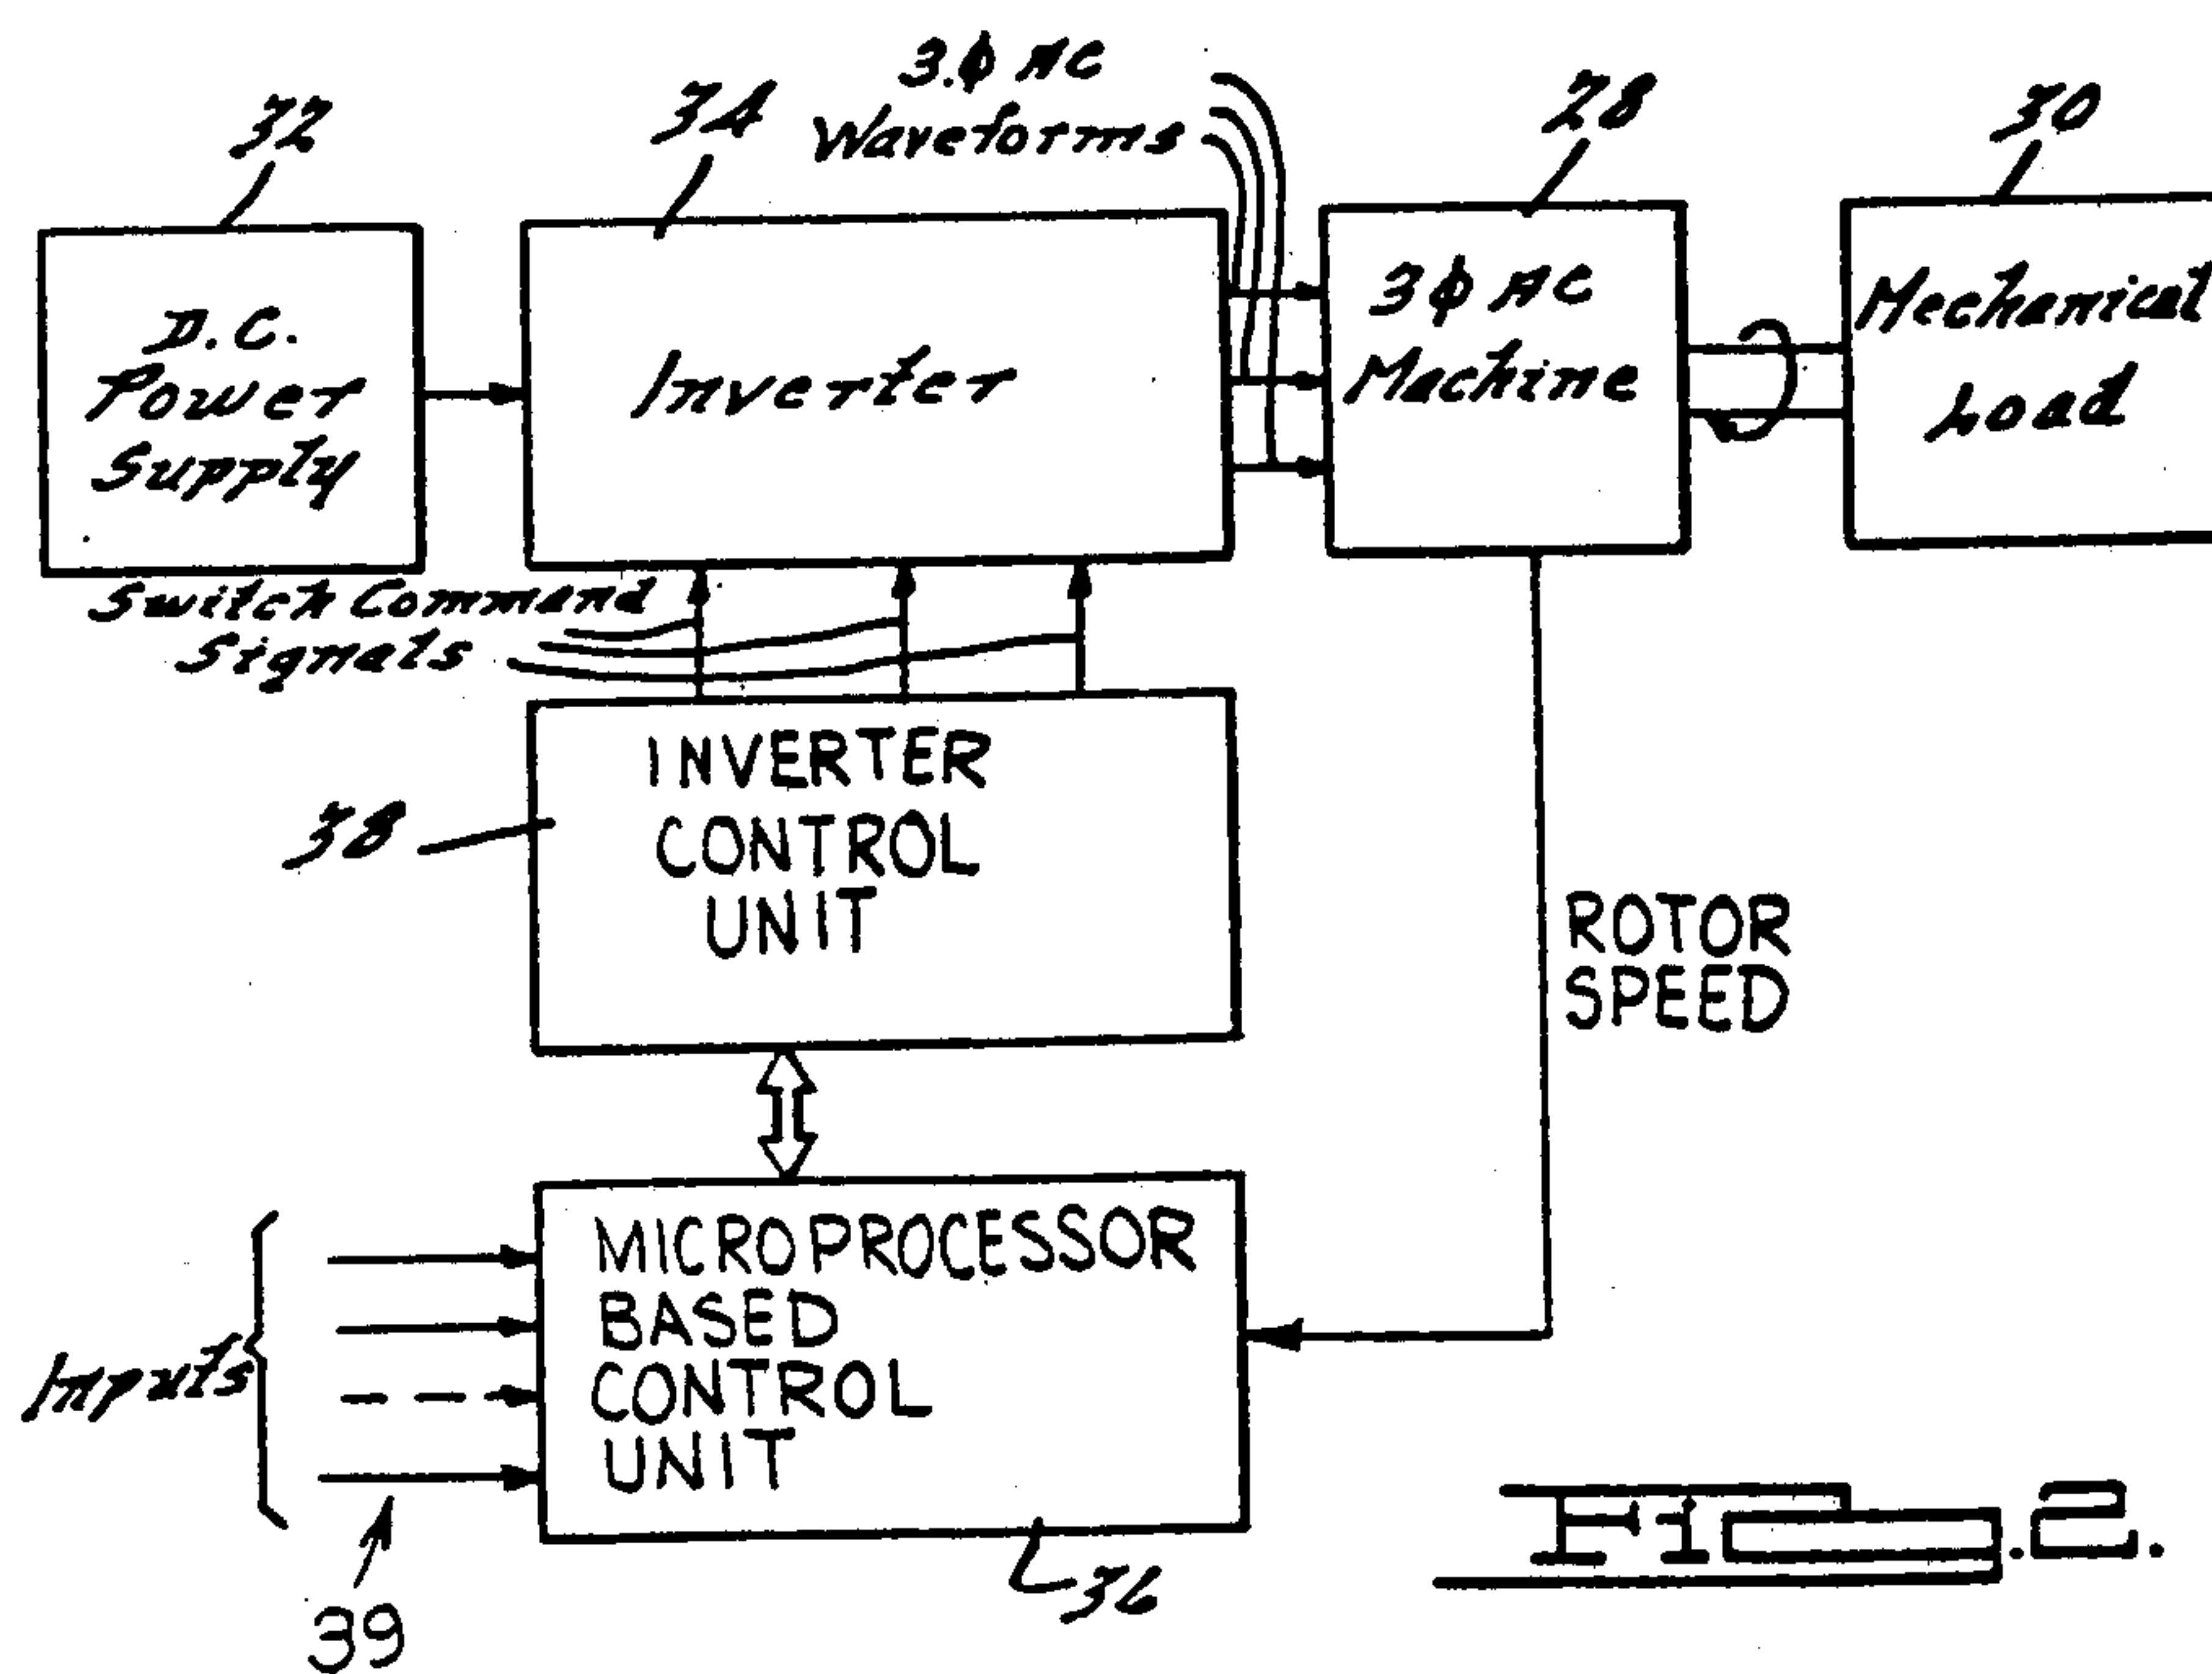 32
34
3.φ AC
Waveforms
28
30
D.C.
Power
Supply
Inverter
3φ AC
Machine
Mechanical
Load
Switch Command
Signals
INVERTER
CONTROL
UNIT
38
ROTOR
SPEED
MICROPROCESSOR
BASED
CONTROL
UNIT
Inputs
39
36
FIG.2.